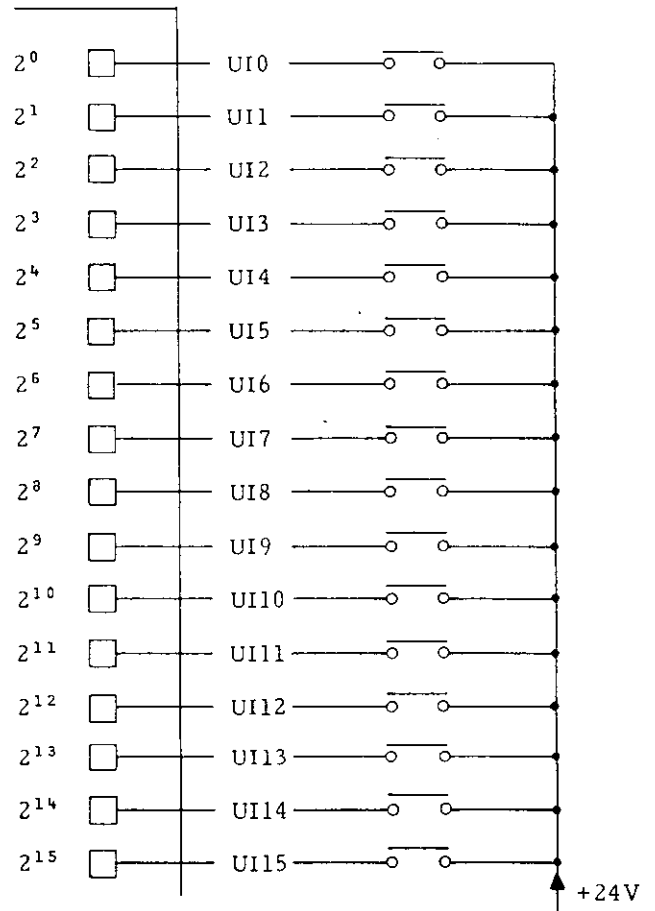 2⁰ UI0
2¹ UI1
2² UI2
2³ UI3
2⁴ UI4
2⁵ UI5
2⁶ UI6
2⁷ UI7
2⁸ UI8
2⁹ UI9
2¹⁰ UI10
2¹¹ UI11
2¹² UI12
2¹³ UI13
2¹⁴ UI14
2¹⁵ UI15
+24V